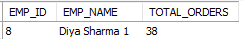 EMP_ID EMP_NAME TOTAL_ORDERS
8 Diya Sharma 1 38